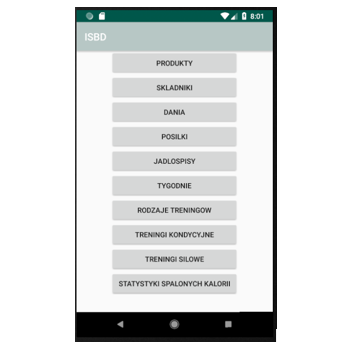 8:01
ISBD
PRODUKTY
SKLADNIKI
DANIA
POSILKI
JADLOSPISY
TYGODNIE
RODZAJE TRENINGOW
TRENINGI KONDYCYJNE
TRENINGI SILOWE
STATYSTYKI SPALONYCH KALORII